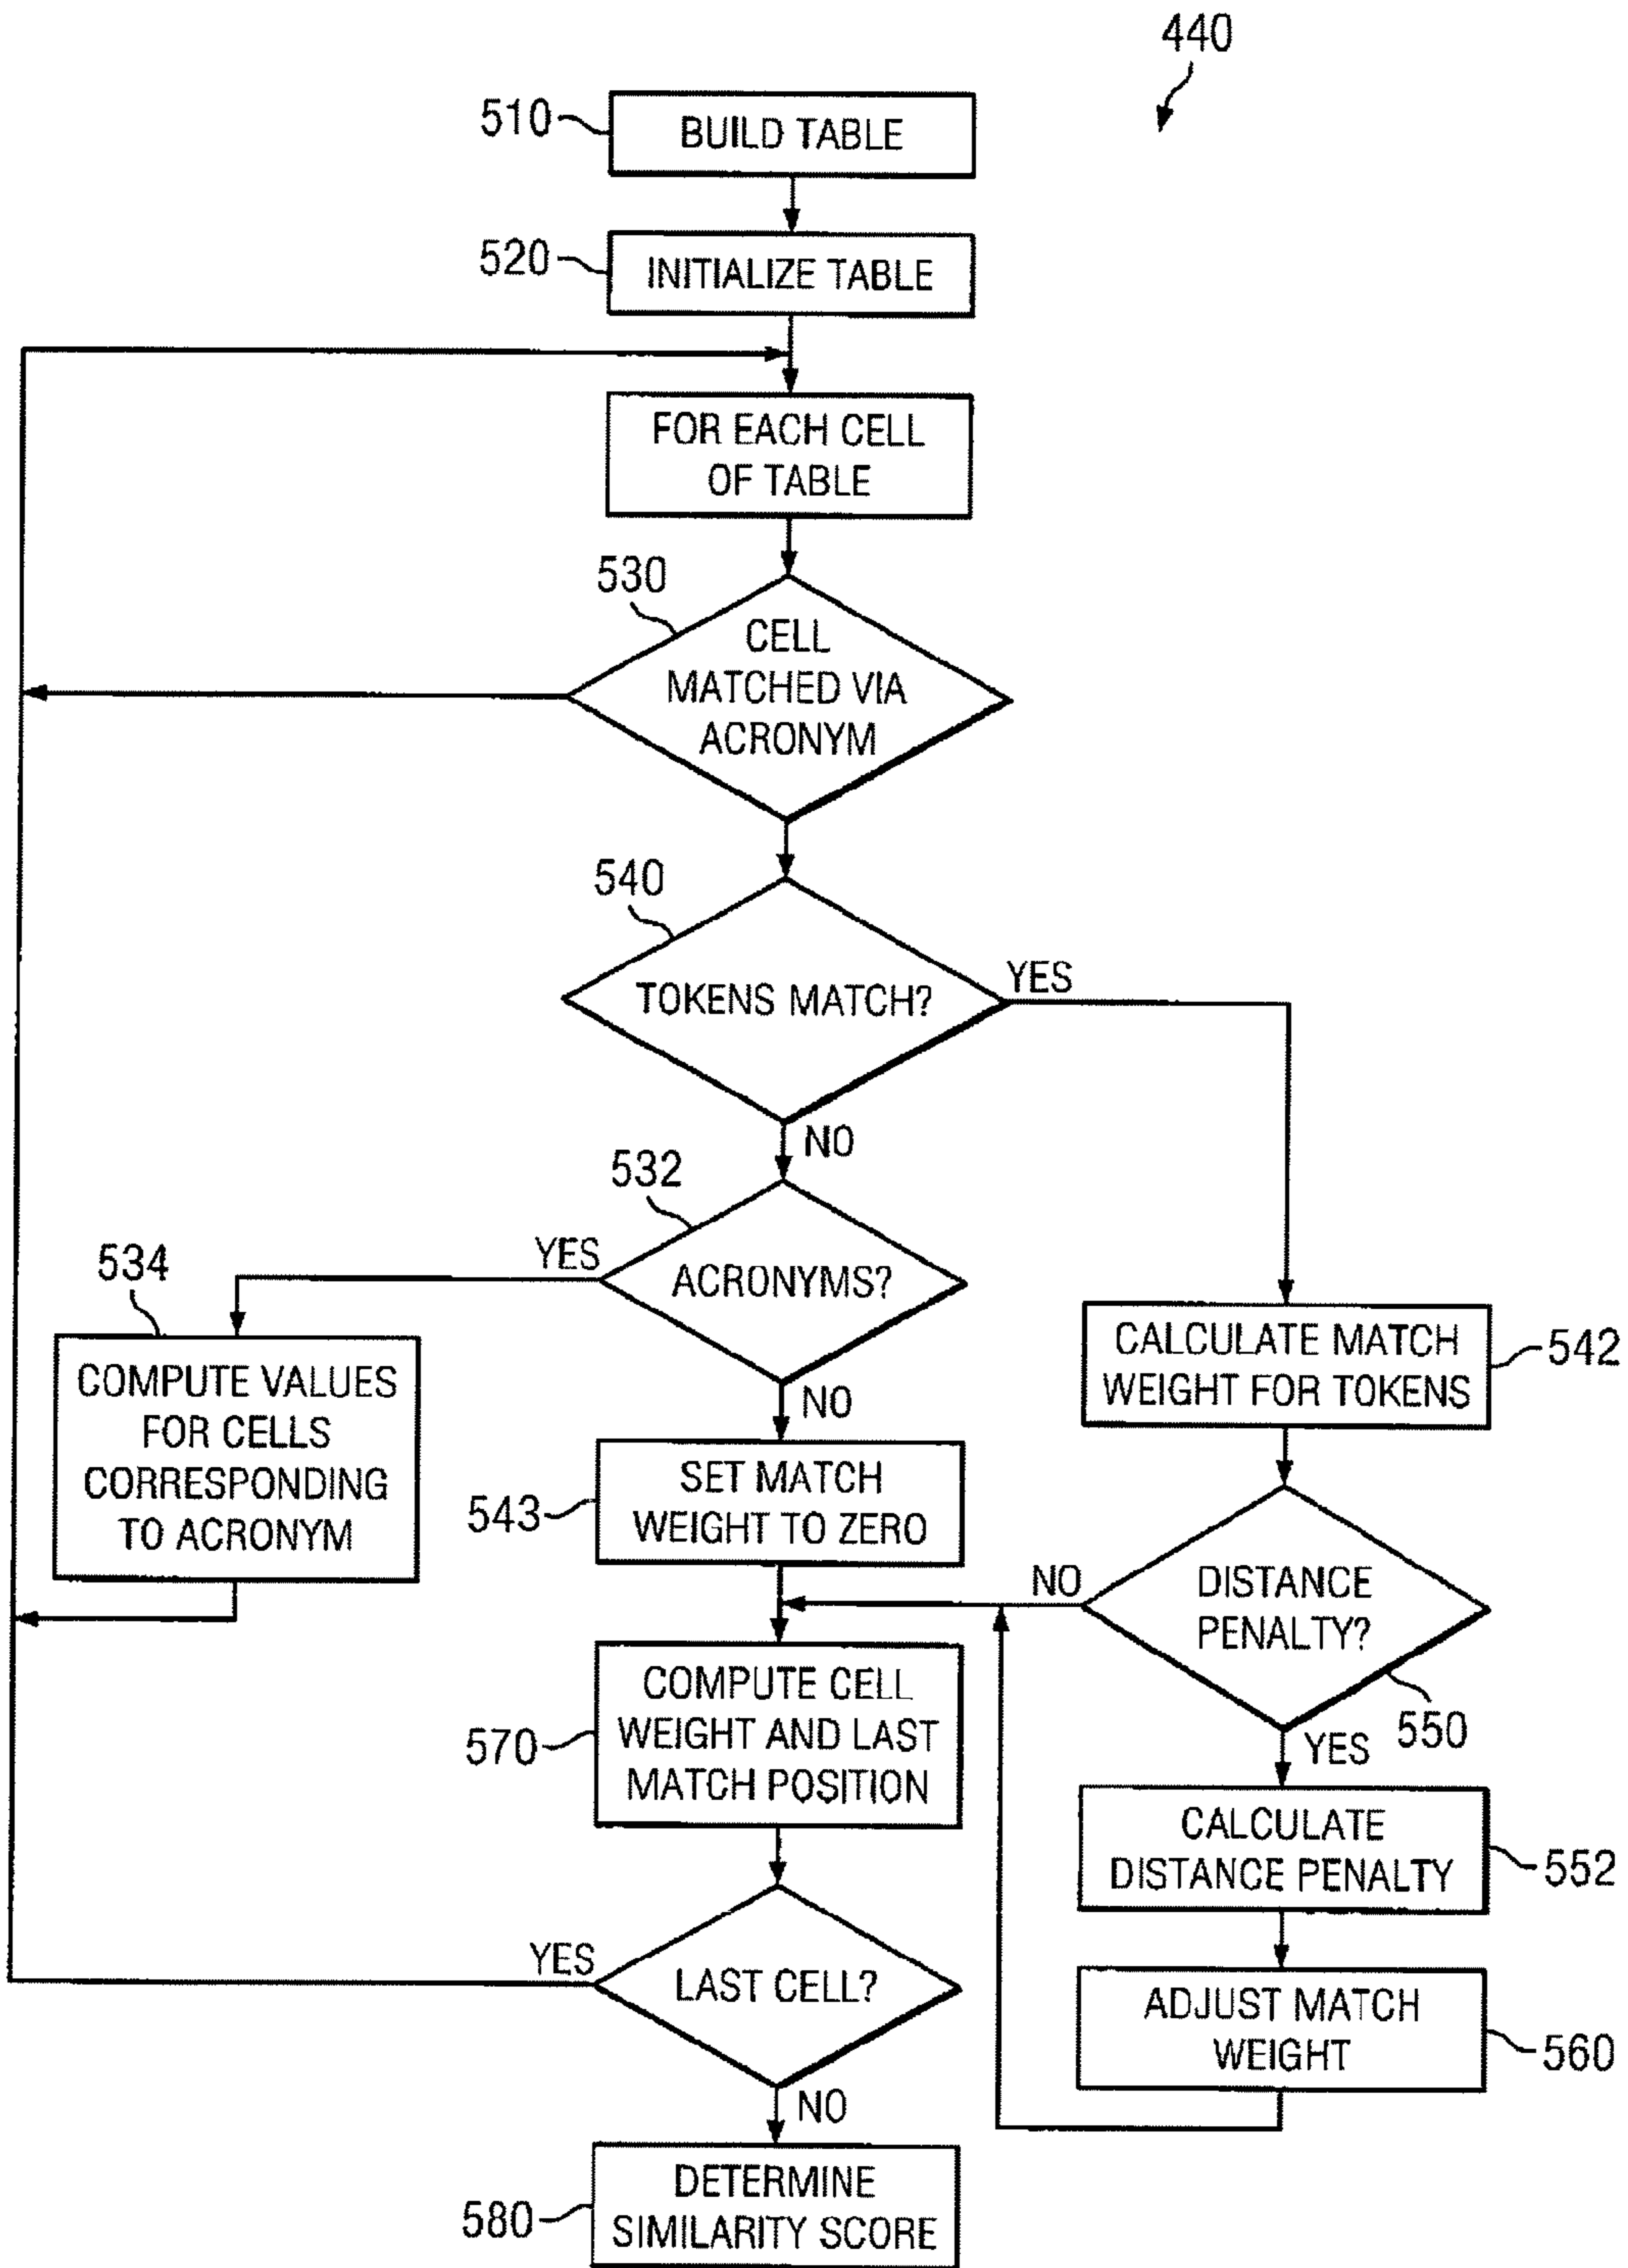 440
510
BUILD TABLE
520
INITIALIZE TABLE
FOR EACH CELL
OF TABLE
530
CELL
MATCHED VIA
ACRONYM
540
TOKENS MATCH?
YES
NO
532
ACRONYMS?
YES
NO
534
COMPUTE VALUES
FOR CELLS
CORRESPONDING
TO ACRONYM
CALCULATE MATCH
WEIGHT FOR TOKENS
542
543
SET MATCH
WEIGHT TO ZERO
DISTANCE
PENALTY?
NO
550
YES
570
COMPUTE CELL
WEIGHT AND LAST
MATCH POSITION
CALCULATE
DISTANCE PENALTY
552
YES
LAST CELL?
NO
ADJUST MATCH
WEIGHT
560
580
DETERMINE
SIMILARITY SCORE